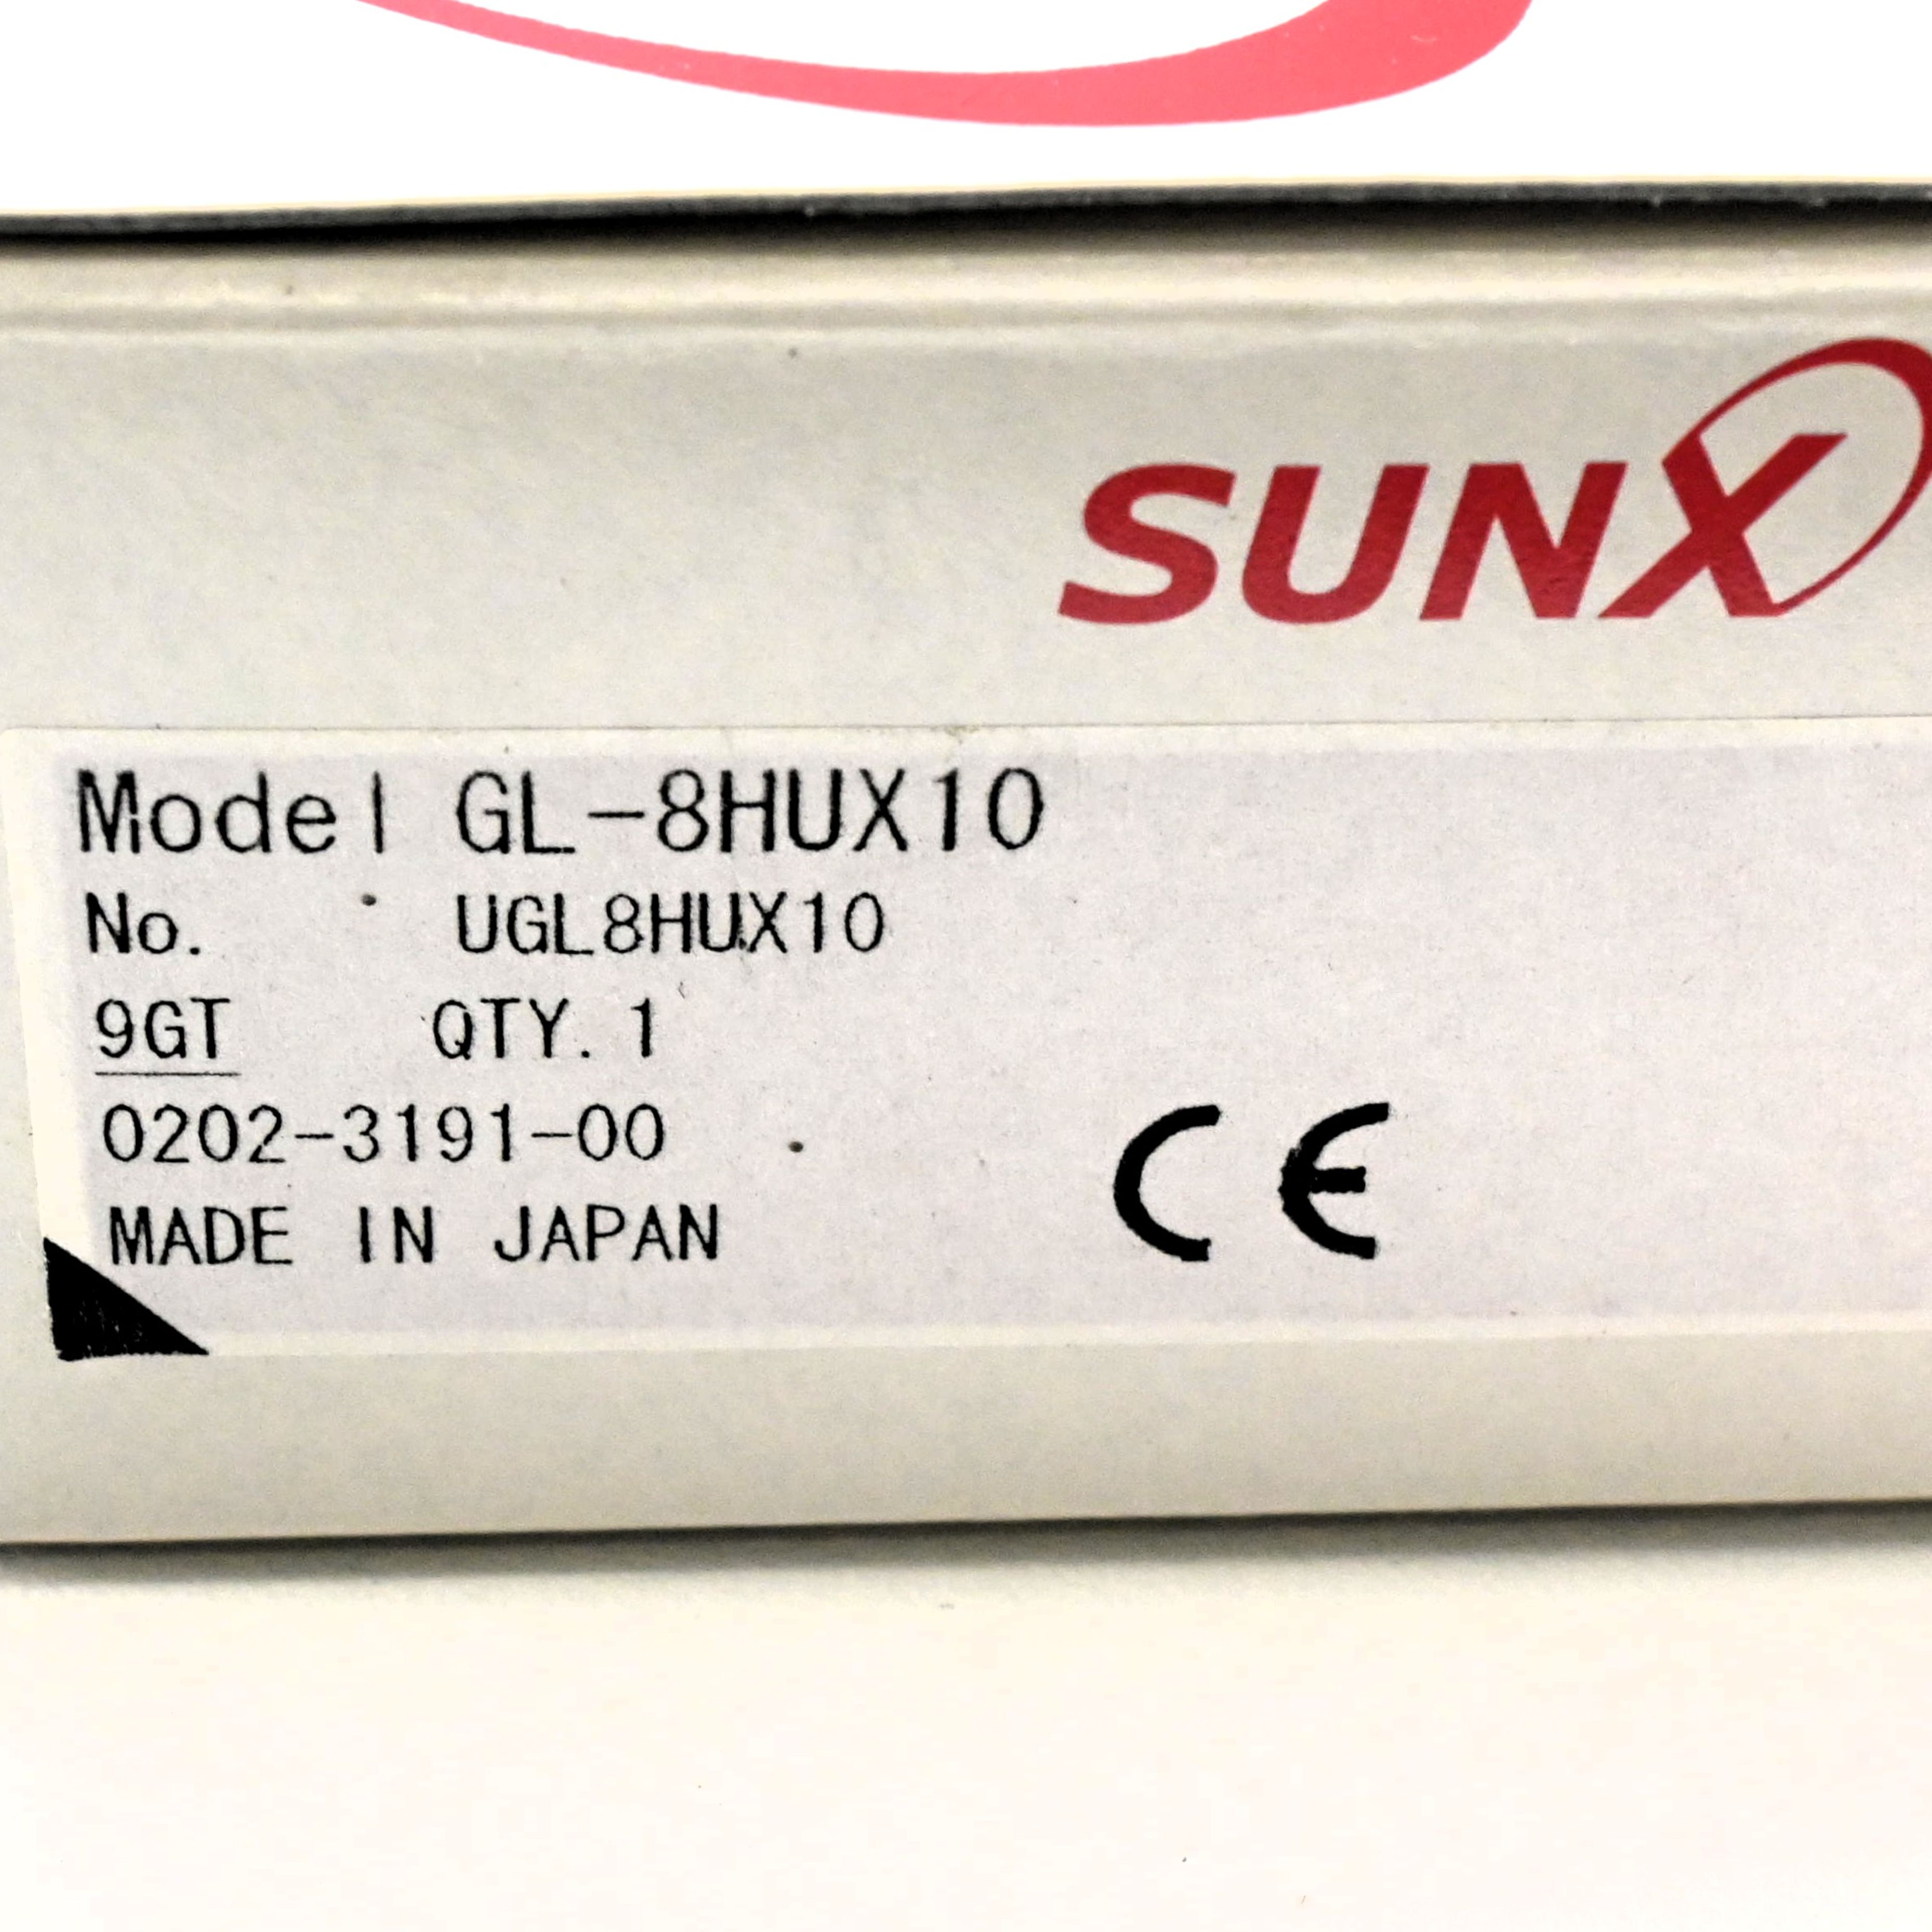 SUNX
Model GL-8HUX10
No. UGL8HUX10
9GT QTY. 1
0202-3191-00
MADE IN JAPAN
CE